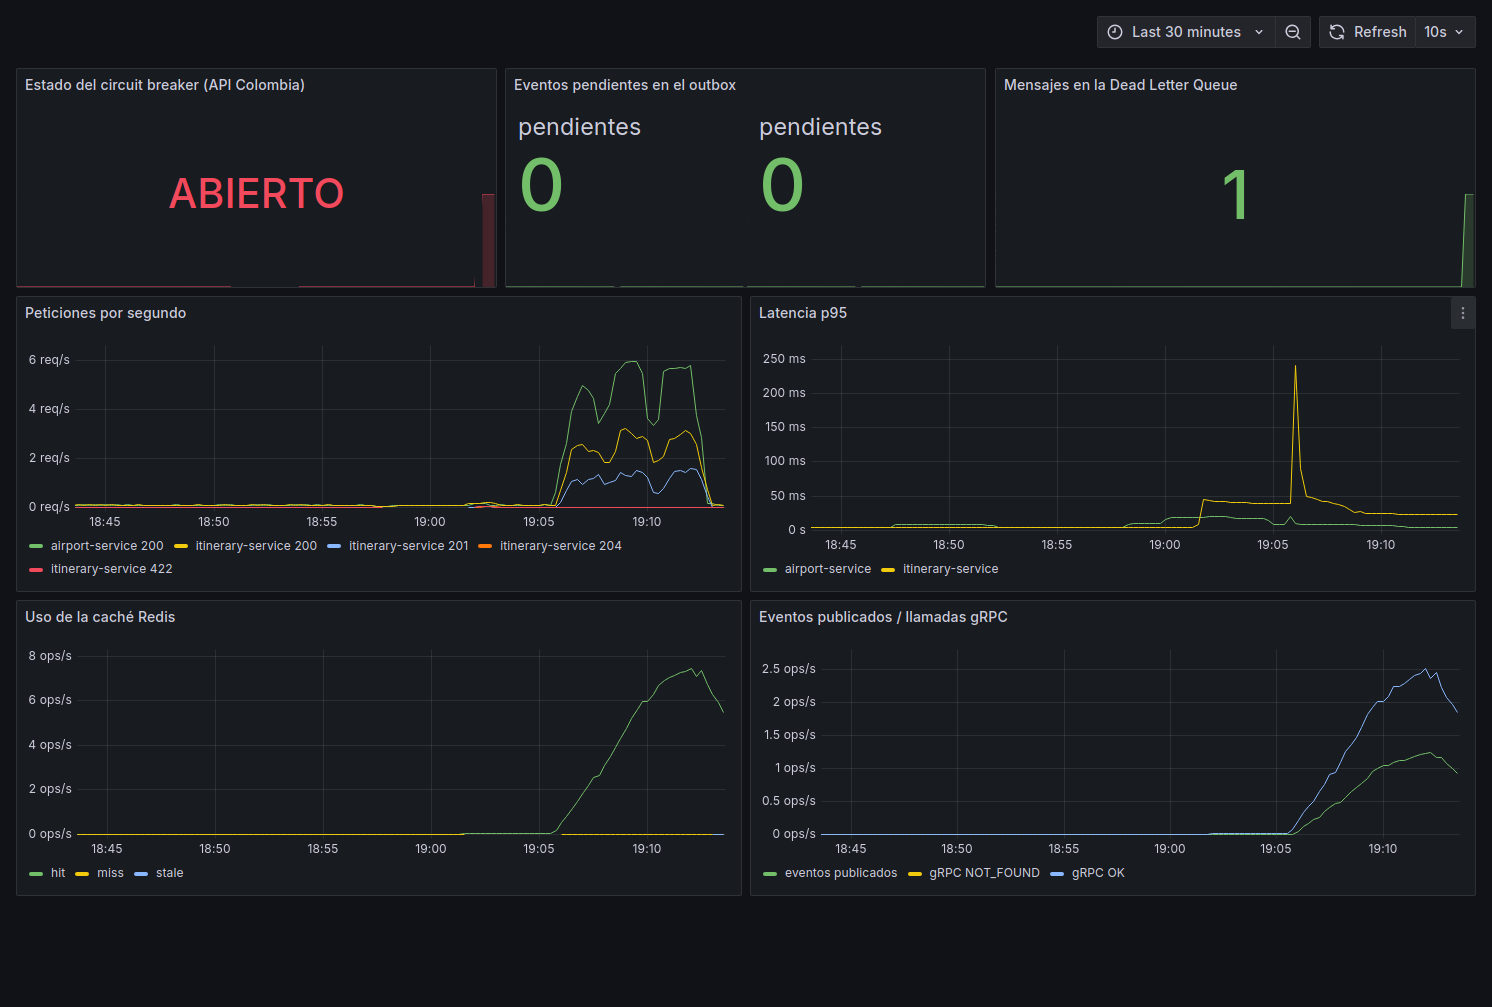 Last 30 minutes
Refresh
10s
Estado del circuit breaker (API Colombia)
ABIERTO
Eventos pendientes en el outbox
pendientes
0
pendientes
0
Mensajes en la Dead Letter Queue
1
Peticiones por segundo
6 req/s
4 req/s
2 req/s
0 req/s
18:45 18:50 18:55 19:00 19:05 19:10
airport-service 200 itinerary-service 200 itinerary-service 201 itinerary-service 204
itinerary-service 422
Latencia p95
250 ms
200 ms
150 ms
100 ms
50 ms
0 s
18:45 18:50 18:55 19:00 19:05 19:10
airport-service itinerary-service
Uso de la caché Redis
8 ops/s
6 ops/s
4 ops/s
2 ops/s
0 ops/s
18:45 18:50 18:55 19:00 19:05 19:10
hit miss stale
Eventos publicados / llamadas gRPC
2.5 ops/s
2 ops/s
1.5 ops/s
1 ops/s
0.5 ops/s
0 ops/s
18:45 18:50 18:55 19:00 19:05 19:10
eventos publicados gRPC NOT_FOUND gRPC OK